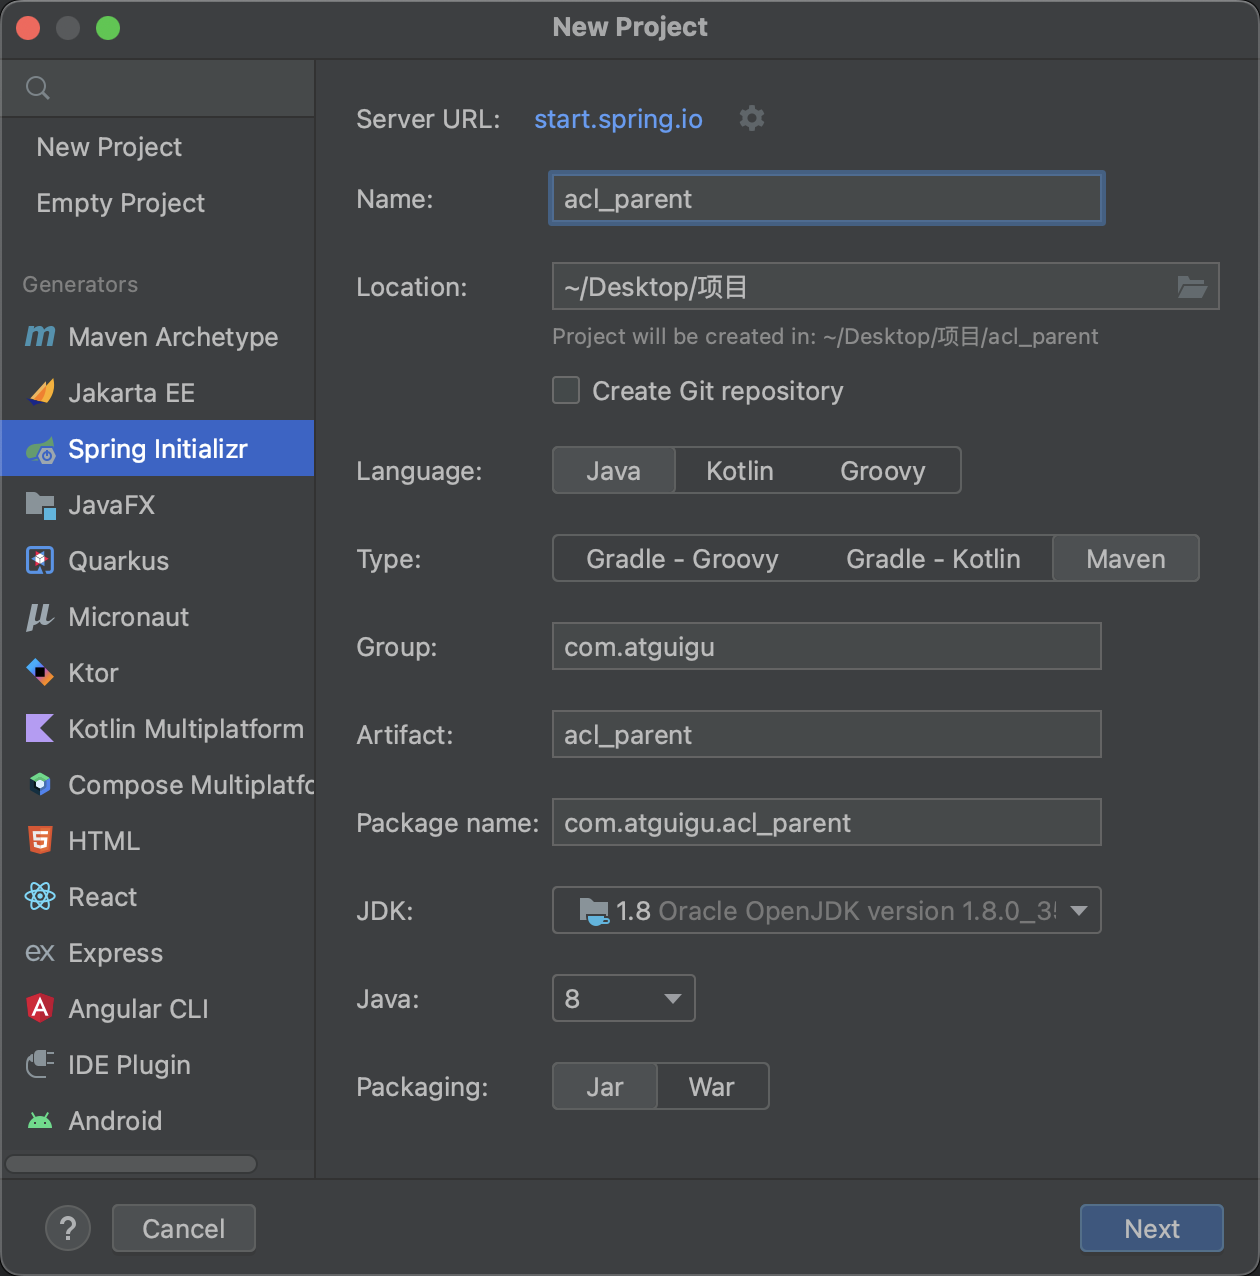 New Project
New Project
Empty Project
Generators
Maven Archetype
Jakarta EE
Spring Initializr
JavaFX
Quarkus
Micronaut
Ktor
Kotlin Multiplatform
Compose Multiplatfo
HTML
React
ex Express
Angular CLI
IDE Plugin
Android
Server URL: start.spring.io
Name: acl_parent
Location: ~/Desktop/项目
Project will be created in: ~/Desktop/项目/acl_parent
Create Git repository
Language: Java Kotlin Groovy
Type: Gradle - Groovy Gradle - Kotlin Maven
Group: com.atguigu
Artifact: acl_parent
Package name: com.atguigu.acl_parent
JDK: 1.8 Oracle OpenJDK version 1.8.0_35
Java: 8
Packaging: Jar War
? Cancel Next